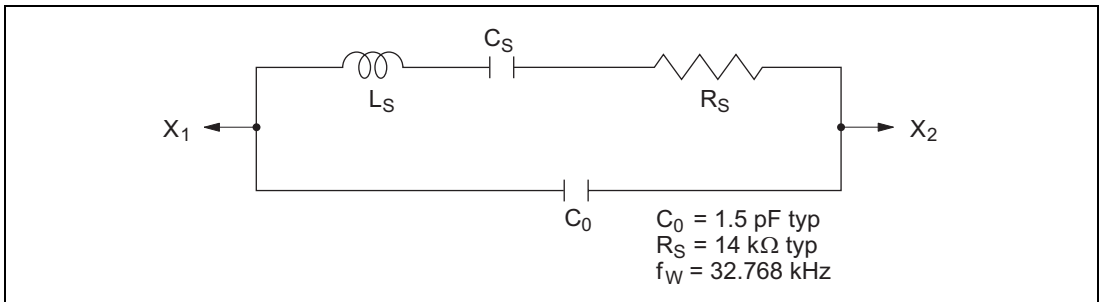 C_S
L_S
R_S
X_1
X_2
C_0
C_0 = 1.5 pF typ
R_S = 14 kΩ typ
f_W = 32.768 kHz